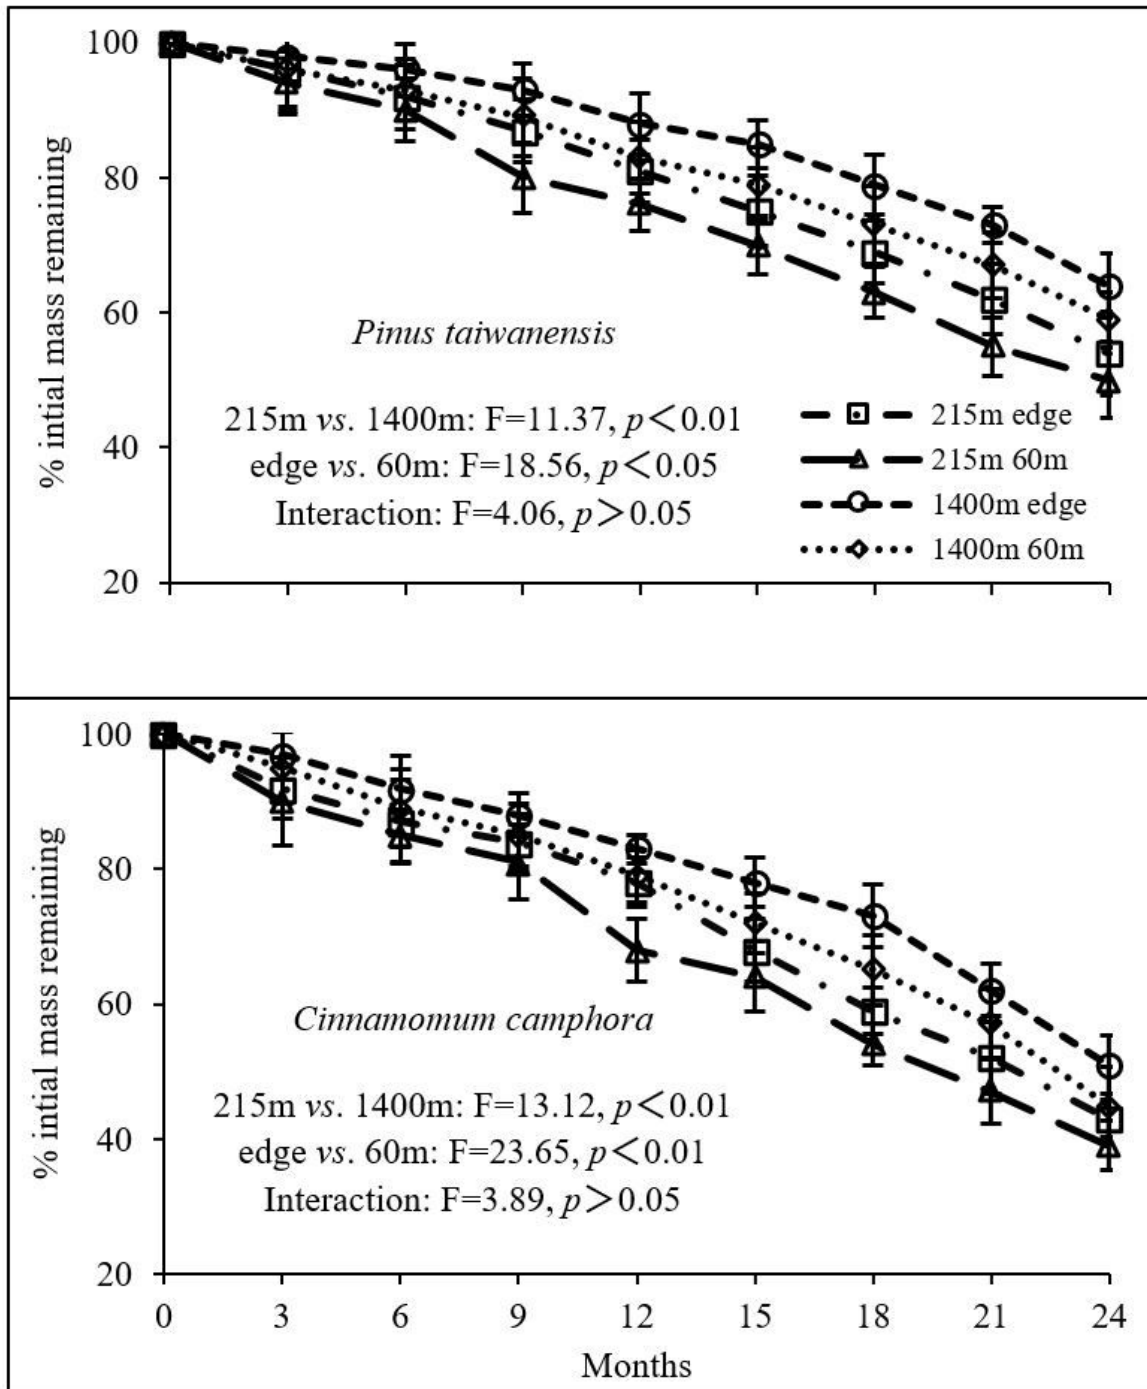 100
80
60
40
20
% intial mass remaining
Pinus taiwanensis
215m vs. 1400m: F=11.37, p<0.01
edge vs. 60m: F=18.56, p<0.05
Interaction: F=4.06, p>0.05
215m edge
215m 60m
1400m edge
1400m 60m
100
80
60
40
20
% intial mass remaining
Cinnamomum camphora
215m vs. 1400m: F=13.12, p<0.01
edge vs. 60m: F=23.65, p<0.01
Interaction: F=3.89, p>0.05
0 3 6 9 12 15 18 21 24
Months